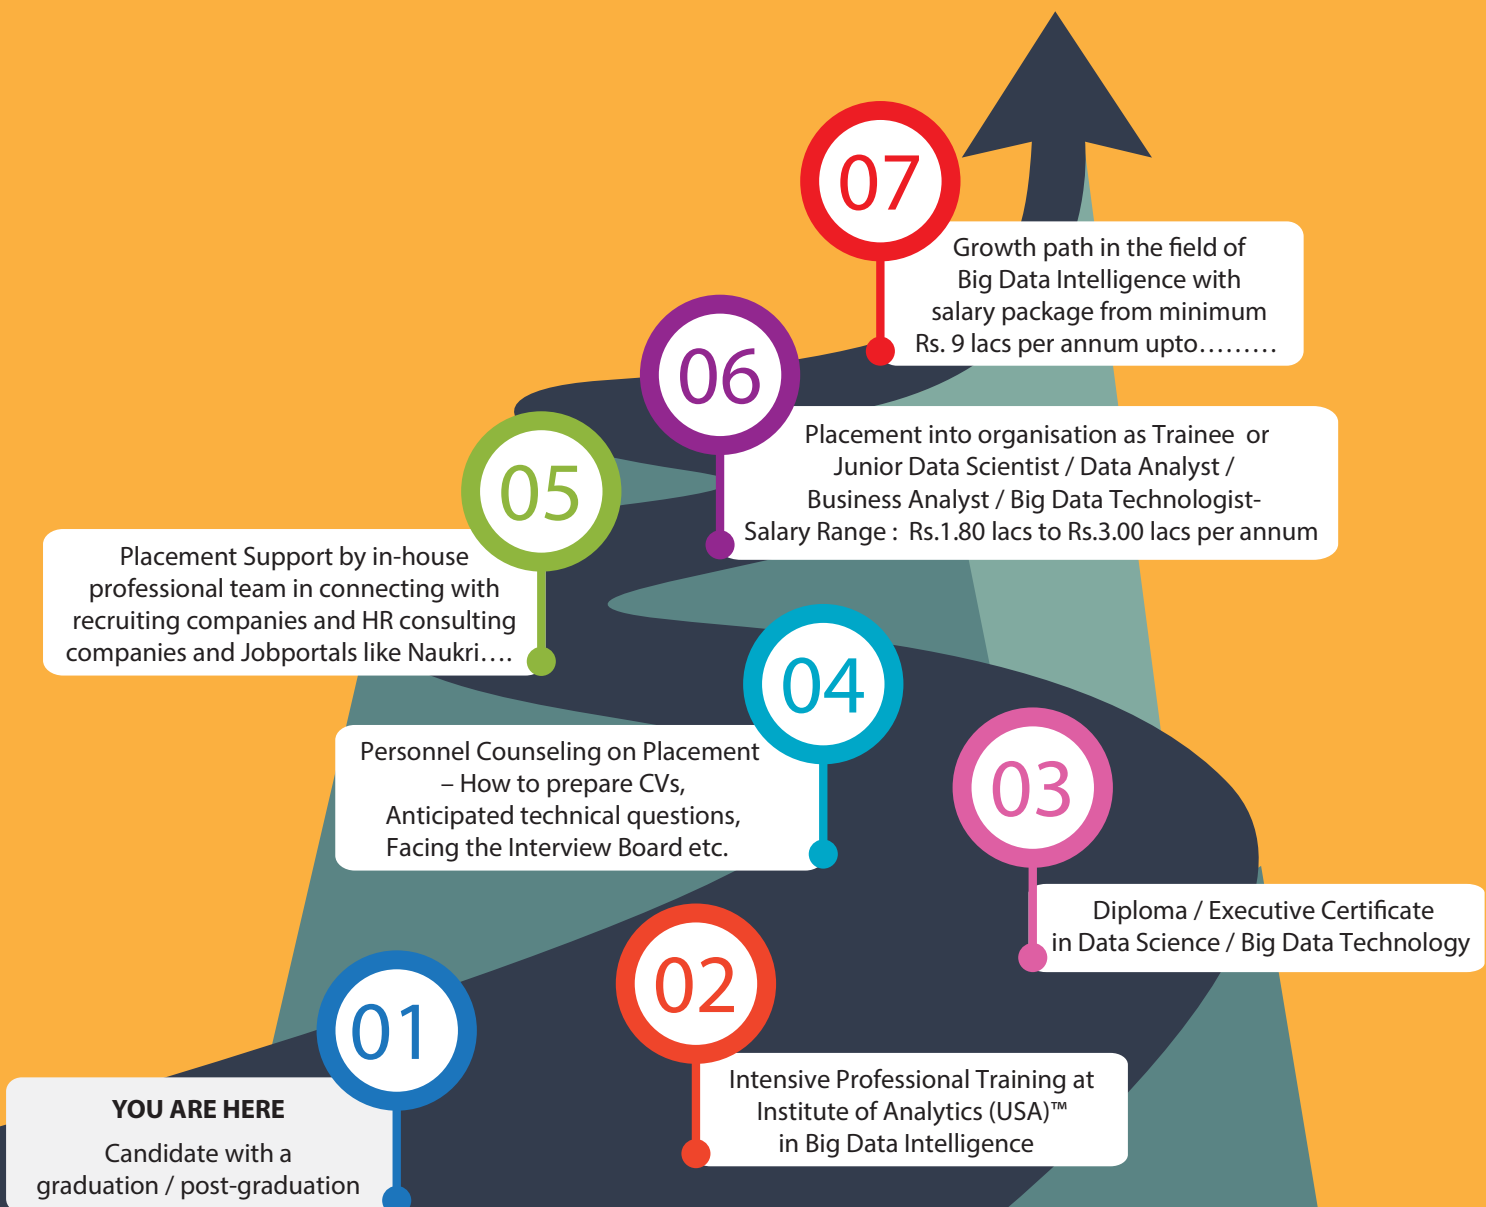 07
Growth path in the field of
Big Data Intelligence with
salary package from minimum
Rs. 9 lacs per annum upto.........
06
Placement into organisation as Trainee or
Junior Data Scientist / Data Analyst /
Business Analyst / Big Data Technologist-
Salary Range : Rs.1.80 lacs to Rs.3.00 lacs per annum
05
Placement Support by in-house
professional team in connecting with
recruiting companies and HR consulting
companies and Jobportals like Naukri....
04
Personnel Counseling on Placement
– How to prepare CVs,
Anticipated technical questions,
Facing the Interview Board etc.
03
Diploma / Executive Certificate
in Data Science / Big Data Technology
02
Intensive Professional Training at
Institute of Analytics (USA)™
in Big Data Intelligence
01
YOU ARE HERE
Candidate with a
graduation / post-graduation